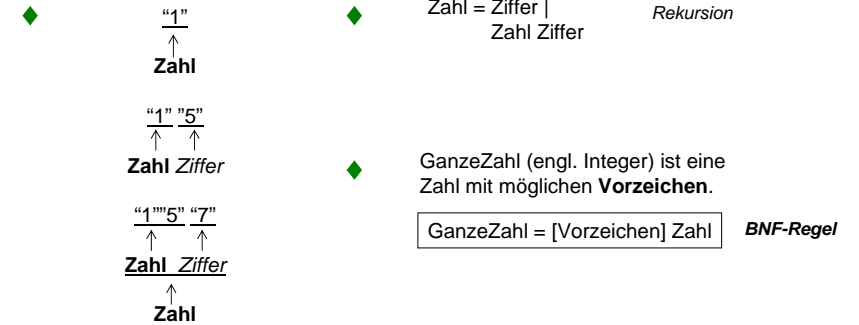 “1”
Zahl
“1” ”5”
Zahl Ziffer
“1””5” “7”
Zahl Ziffer
Zahl
Zahl = Ziffer |
Zahl Ziffer
Rekursion
GanzeZahl (engl. Integer) ist eine
Zahl mit möglichen Vorzeichen.
GanzeZahl = [Vorzeichen] Zahl
BNF-Regel